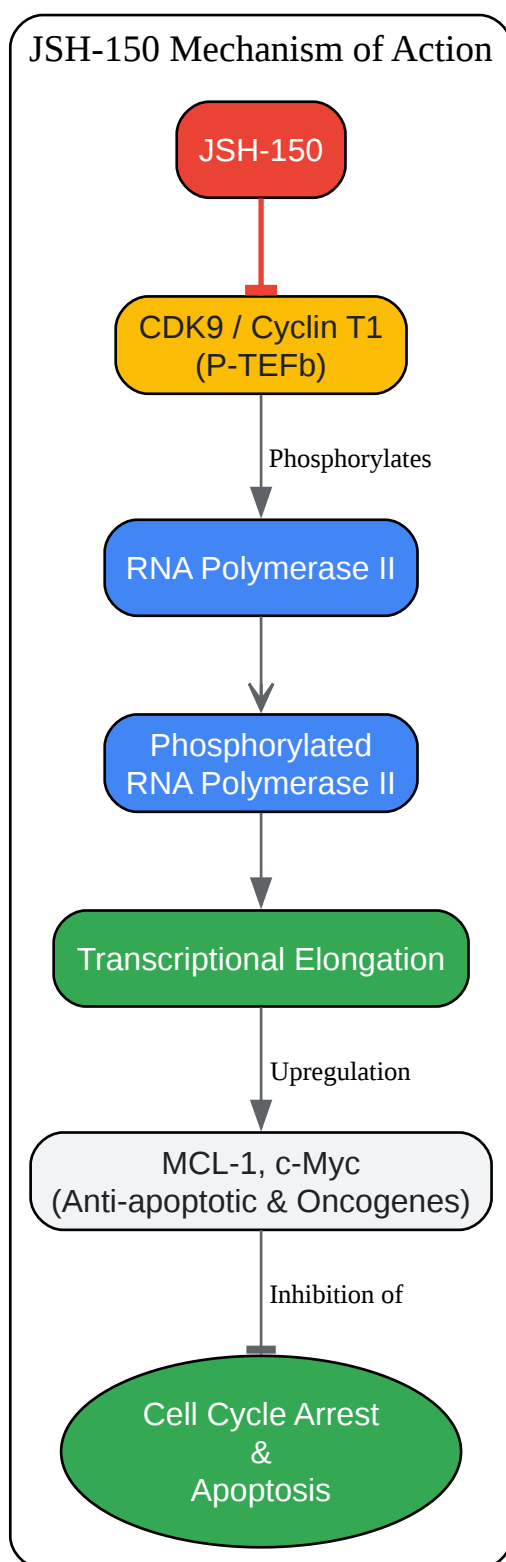 JSH-150 Mechanism of Action
JSH-150
CDK9 / Cyclin T1
(P-TEFb)
Phosphorylates
RNA Polymerase II
Phosphorylated
RNA Polymerase II
Transcriptional Elongation
Upregulation
MCL-1, c-Myc
(Anti-apoptotic & Oncogenes)
Inhibition of
Cell Cycle Arrest
&
Apoptosis